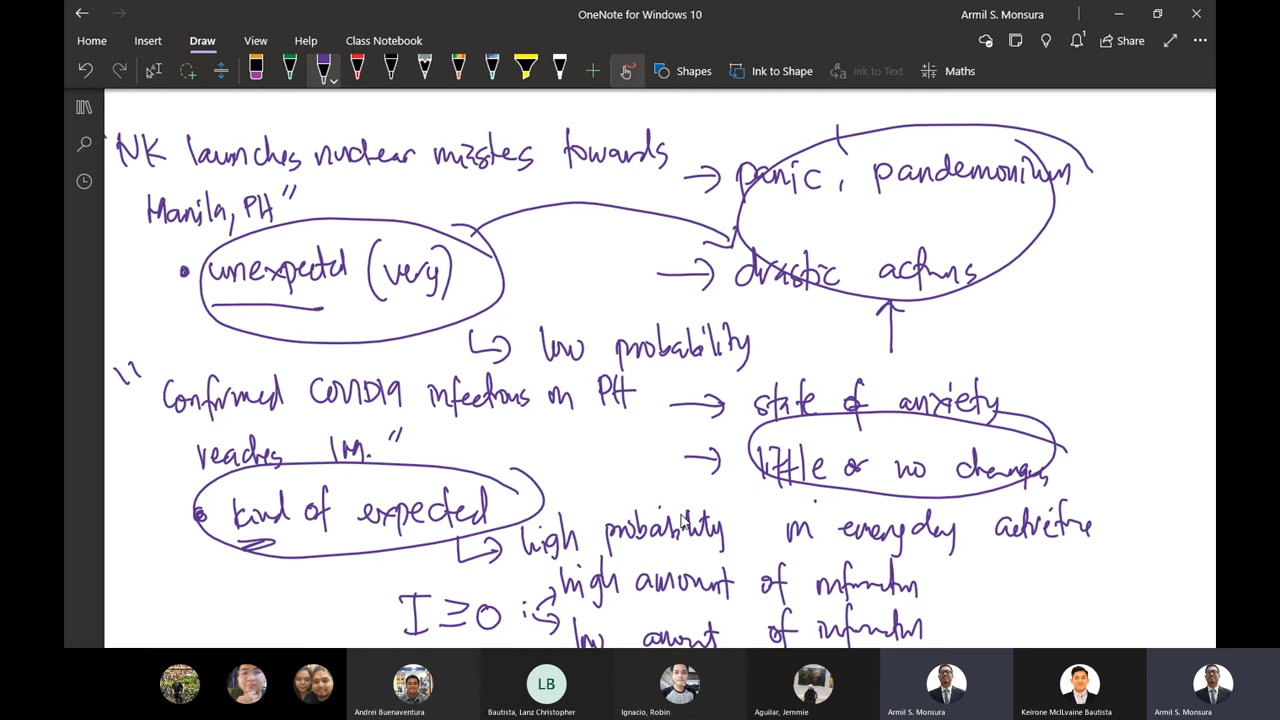 OneNote for Windows 10
Armil S. Monsura
Home Insert Draw View Help Class Notebook
Share
Shapes Ink to Shape Ink to Text Maths
"NK launches nuclear missiles towards
Manila, PH"
→ panic, pandemonium
• unexpected (very)
→ drastic actions
↳ low probability
"Confirmed COVID19 infections in PH
reaches 1M."
→ state of anxiety
→ little or no changes
in everyday
• kind of expected
↳ high probability
I ≥ 0 :
high amount of
low amount of
Andrei Buenaventura
LB
Bautista, Lanz Christopher
Ignacio, Robin
Aguilar, Jemmie
Armil S. Monsura
Keirone McIlvaine Bautista
Armil S. Monsura